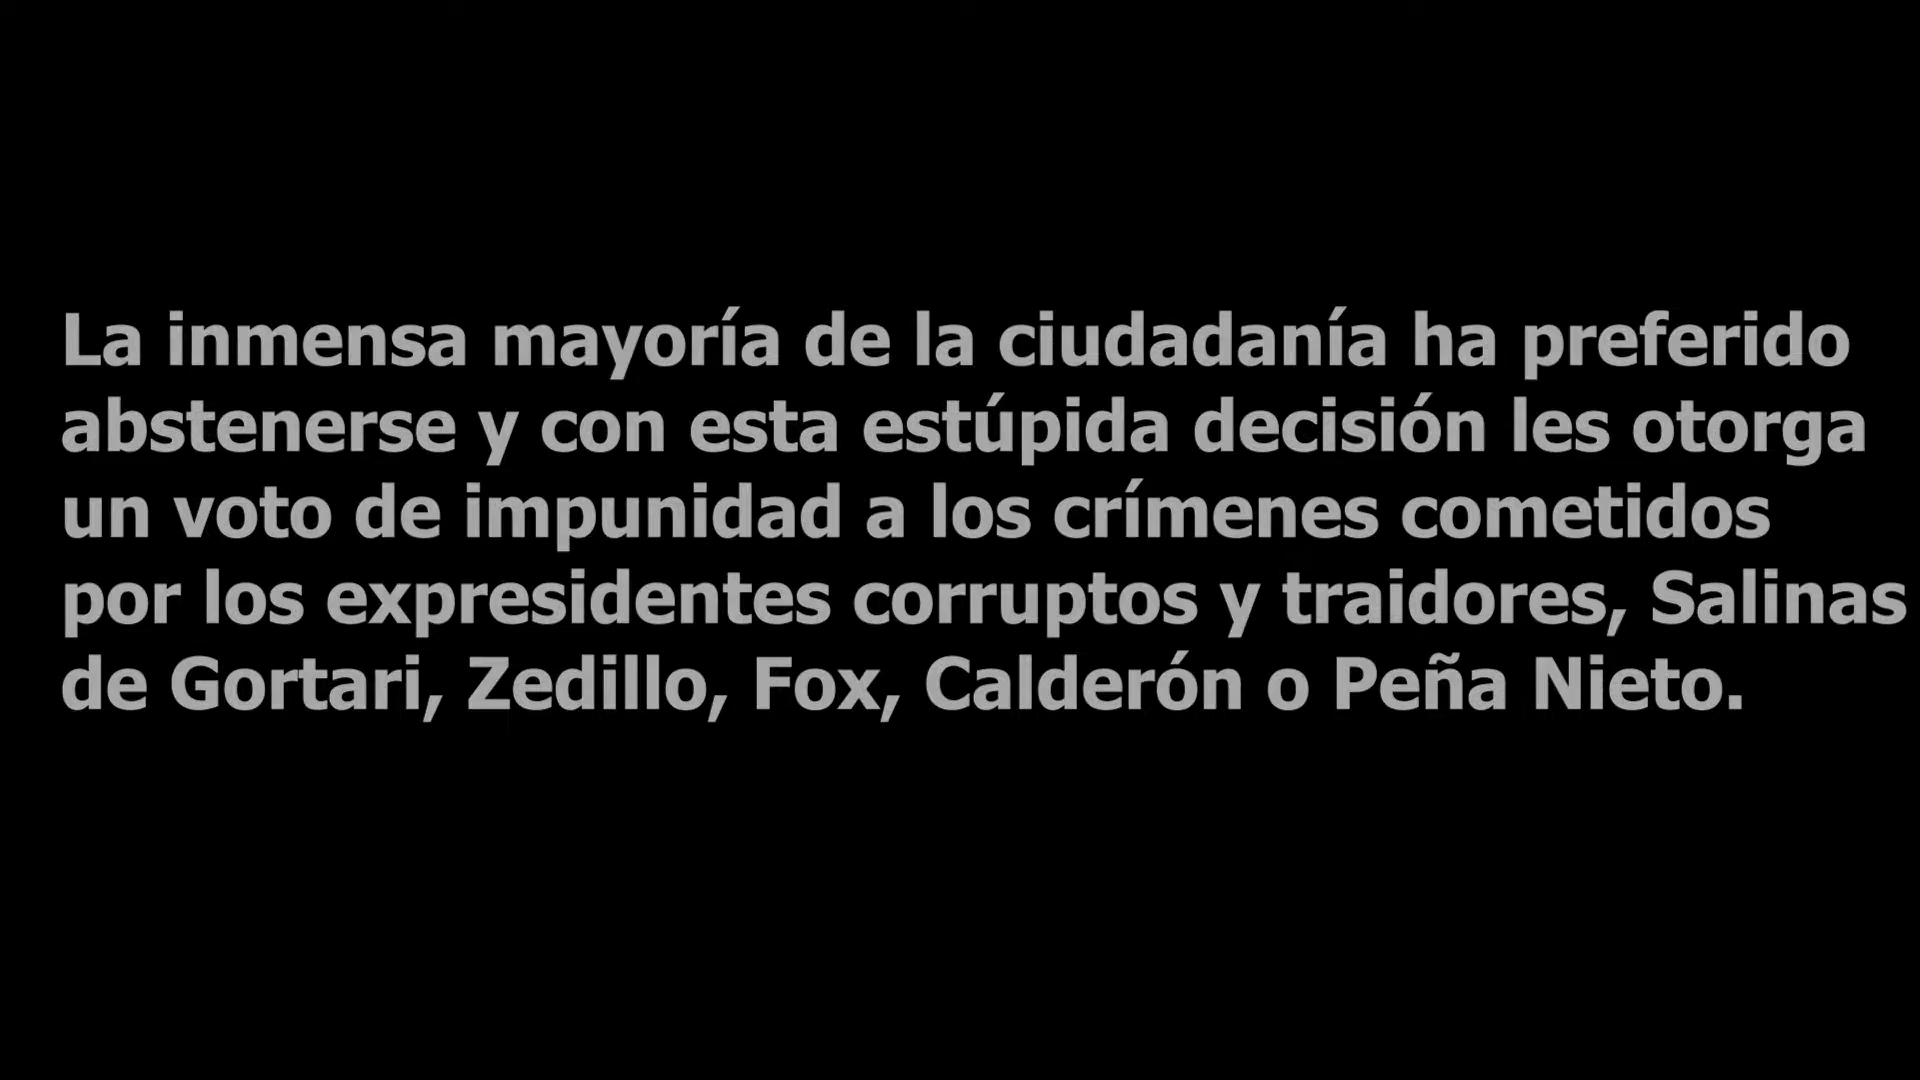 La inmensa mayoría de la ciudadanía ha preferido
abstenerse y con esta estúpida decisión les otorga
un voto de impunidad a los crímenes cometidos
por los expresidentes corruptos y traidores, Salinas
de Gortari, Zedillo, Fox, Calderón o Peña Nieto.